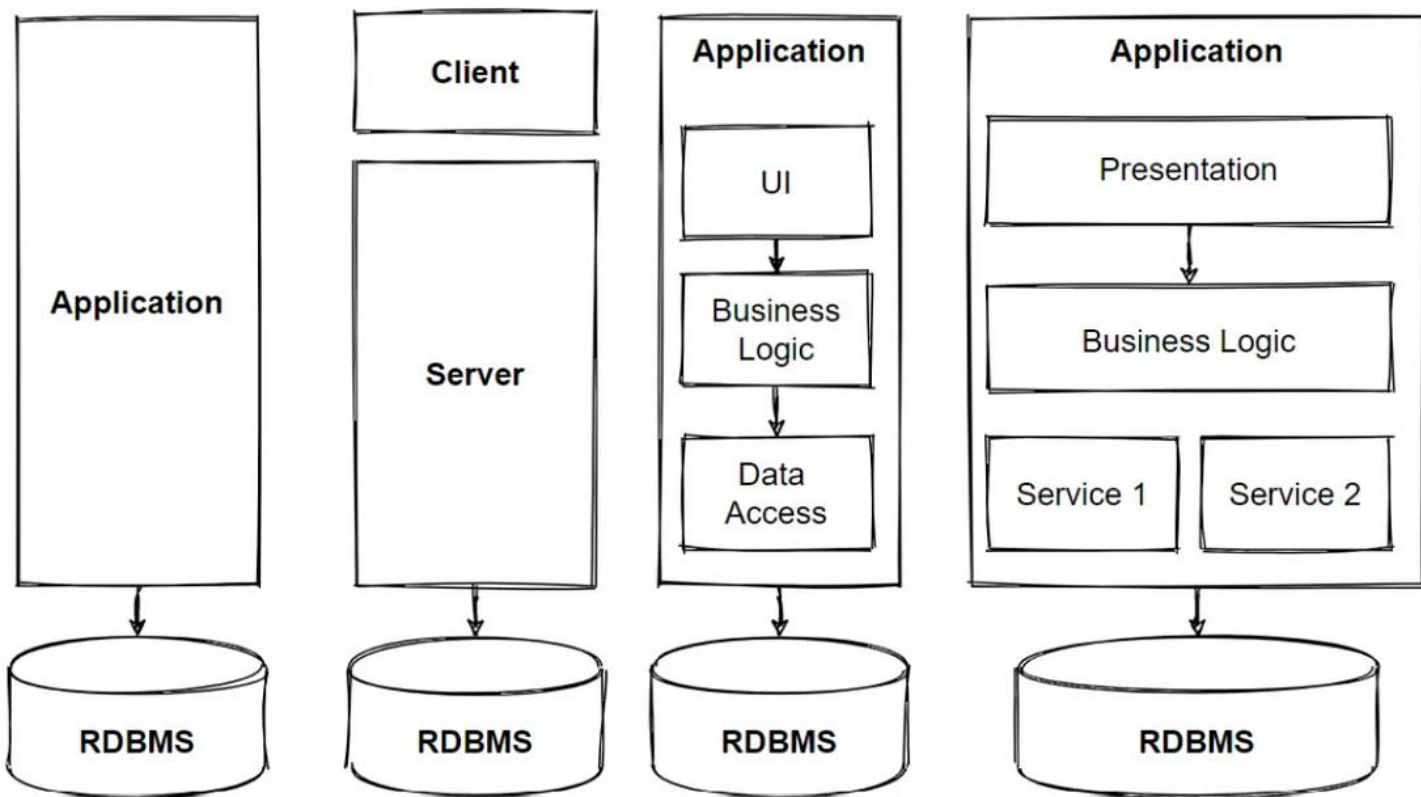 Application
RDBMS
Client
Server
RDBMS
Application
UI
Business
Logic
Data
Access
RDBMS
Application
Presentation
Business Logic
Service 1
Service 2
RDBMS